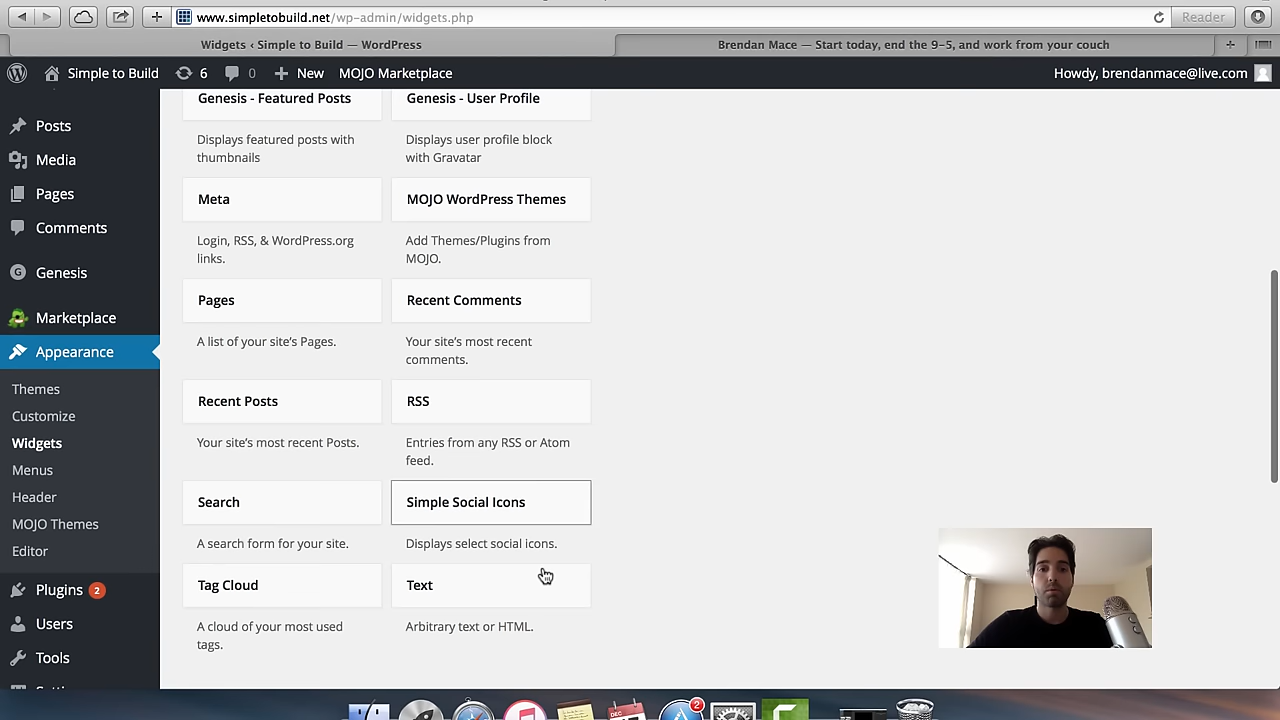 www.simpletobuild.net/wp-admin/widgets.php
Reader
Widgets ‹ Simple to Build — WordPress
Brendan Mace — Start today, end the 9–5, and work from your couch
Simple to Build
6
0
New
MOJO Marketplace
Howdy, brendanmace@live.com
Posts
Media
Pages
Comments
Genesis
Marketplace
Appearance
Themes
Customize
Widgets
Menus
Header
MOJO Themes
Editor
Plugins 2
Users
Tools
Genesis - Featured Posts
Displays featured posts with
thumbnails
Genesis - User Profile
Displays user profile block
with Gravatar
Meta
Login, RSS, & WordPress.org
links.
MOJO WordPress Themes
Add Themes/Plugins from
MOJO.
Pages
A list of your site's Pages.
Recent Comments
Your site's most recent
comments.
Recent Posts
Your site's most recent Posts.
RSS
Entries from any RSS or Atom
feed.
Search
A search form for your site.
Simple Social Icons
Displays select social icons.
Tag Cloud
A cloud of your most used
tags.
Text
Arbitrary text or HTML.
DEC
2